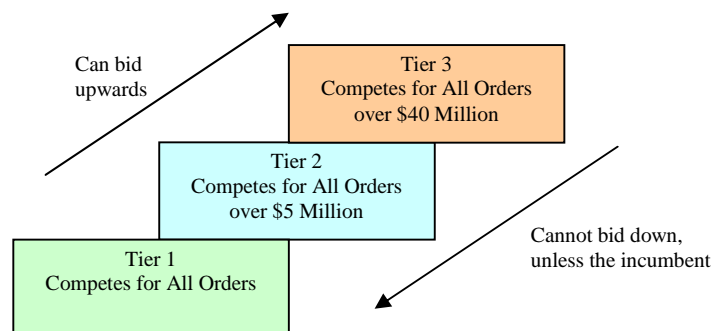 Can bid
upwards
Tier 3
Competes for All Orders
over $40 Million
Tier 2
Competes for All Orders
over $5 Million
Cannot bid down,
unless the incumbent
Tier 1
Competes for All Orders